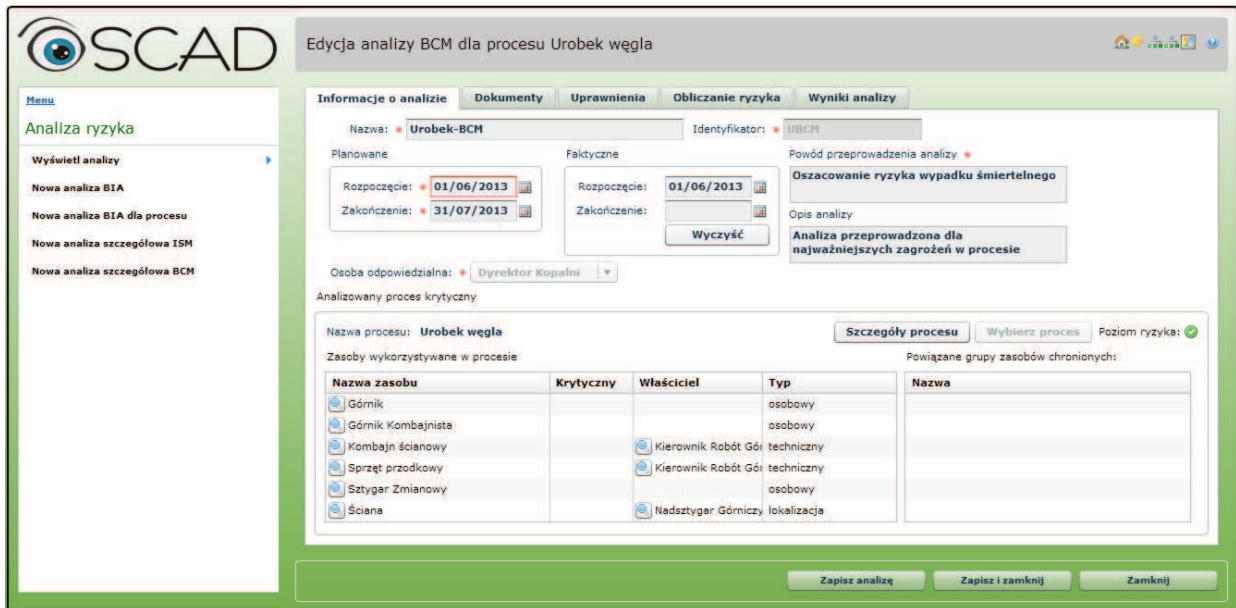 OSCAD
Edycja analizy BCM dla procesu Urobek węgla
Menu
Analiza ryzyka
Wyświetl analizy
Nowa analiza BIA
Nowa analiza BIA dla procesu
Nowa analiza szczegółowa ISM
Nowa analiza szczegółowa BCM
Informacje o analizie Dokumenty Uprawnienia Obliczanie ryzyka Wyniki analizy
Nazwa: * Urobek-BCM Identyfikator: * UBCM
Planowane Faktyczne Powód przeprowadzenia analizy *
Rozpoczęcie: * 01/06/2013 Rozpoczęcie: 01/06/2013 Oszacowanie ryzyka wypadku śmiertelnego
Zakończenie: * 31/07/2013 Zakończenie: Opis analizy
Wyczyść Analiza przeprowadzona dla
najważniejszych zagrożeń w procesie
Osoba odpowiedzialna: * Dyrektor Kopalni
Analizowany proces krytyczny
Nazwa procesu: Urobek węgla Szczegóły procesu Wybierz proces Poziom ryzyka:
Zasoby wykorzystywane w procesie Powiązane grupy zasobów chronionych:
Nazwa zasobu Krytyczny Właściciel Typ Nazwa
Górnik osobowy
Górnik Kombajnista osobowy
Kombajn ścianowy Kierownik Robót Gó techniczny
Sprzęt przodkowy Kierownik Robót Gó techniczny
Sztygar Zmianowy osobowy
Ściana Nadsztygar Górniczy lokalizacja
Zapisz analizę Zapisz i zamknij Zamknij